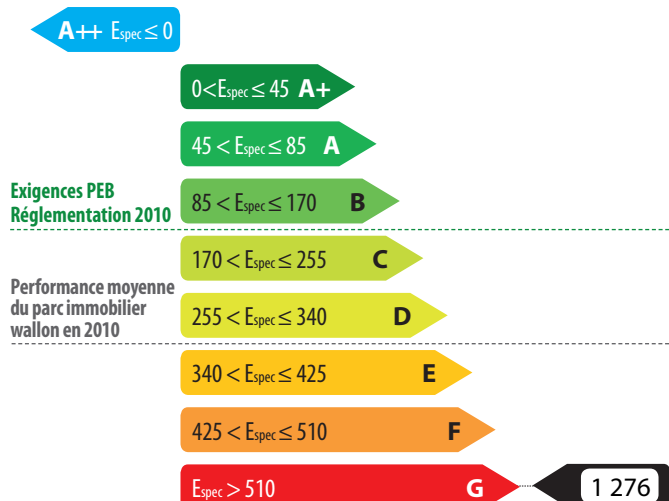 A++ Espec ≤ 0
0 < Espec ≤ 45 A+
45 < Espec ≤ 85 A
Exigences PEB
Réglementation 2010
85 < Espec ≤ 170 B
170 < Espec ≤ 255 C
Performance moyenne
du parc immobilier
wallon en 2010
255 < Espec ≤ 340 D
340 < Espec ≤ 425 E
425 < Espec ≤ 510 F
Espec > 510 G
1 276